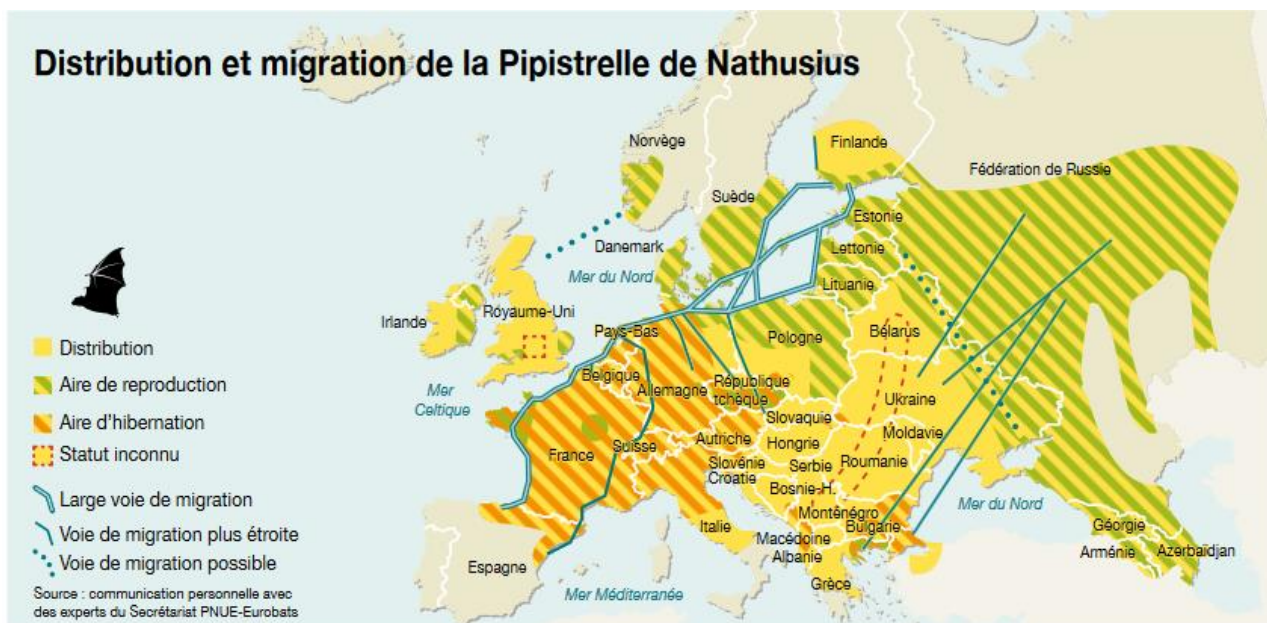 Distribution et migration de la Pipistrelle de Nathusius
Norvège
Finlande
Fédération de Russie
Suède
Estonie
Danemark
Lettonie
Mer du Nord
Lituanie
Irlande
Royaume-Uni
Pays-Bas
Pologne
Bélarus
Distribution
Aire de reproduction
Aire d'hibernation
Statut inconnu
Large voie de migration
Voie de migration plus étroite
Voie de migration possible
Source : communication personnelle avec
des experts du Secrétariat PNUE-Eurobats
Mer
Celtique
Belgique
Allemagne
République
tchèque
Ukraine
Slovaquie
France
Suisse
Autriche
Hongrie
Moldavie
Slovénie
Croatie
Serbie
Roumanie
Bosnie-H.
Mer du Nord
Monténégro
Italie
Bulgarie
Macédoine
Albanie
Géorgie
Arménie
Azerbaïdjan
Espagne
Mer Méditerranée
Grèce